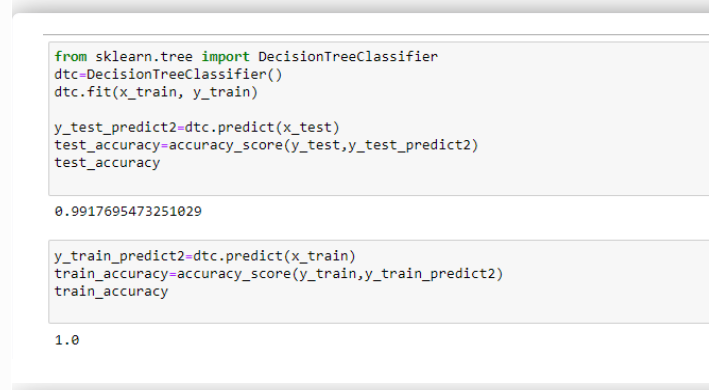 from sklearn.tree import DecisionTreeClassifier
dtc=DecisionTreeClassifier()
dtc.fit(x_train, y_train)
y_test_predict2=dtc.predict(x_test)
test_accuracy=accuracy_score(y_test,y_test_predict2)
test_accuracy
0.9917695473251029
y_train_predict2=dtc.predict(x_train)
train_accuracy=accuracy_score(y_train,y_train_predict2)
train_accuracy
1.0